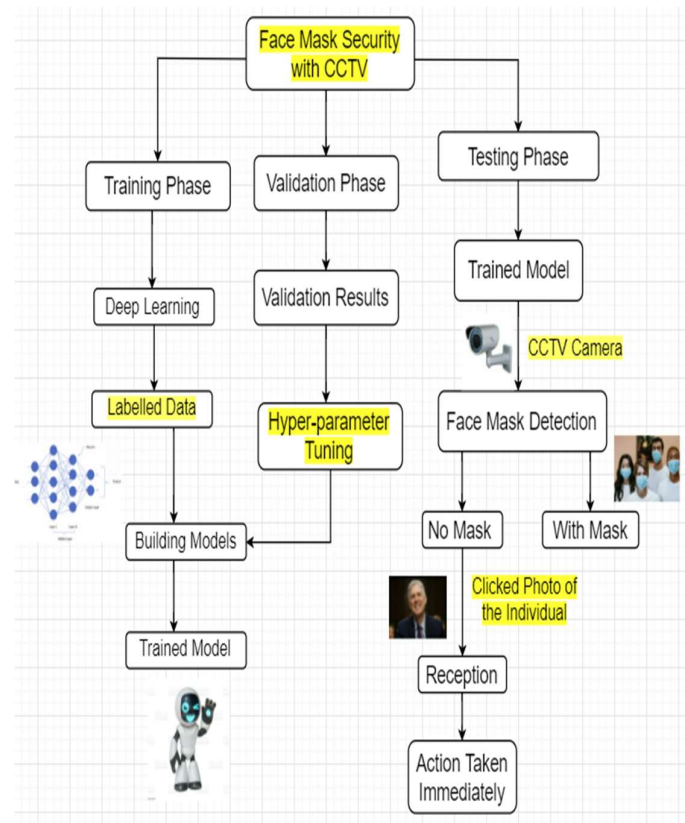 Face Mask Security
with CCTV
Training Phase
Validation Phase
Testing Phase
Deep Learning
Validation Results
Trained Model
CCTV Camera
Labelled Data
Hyper-parameter
Tuning
Face Mask Detection
Building Models
No Mask
With Mask
Clicked Photo of
the Individual
Trained Model
Reception
Action Taken
Immediately